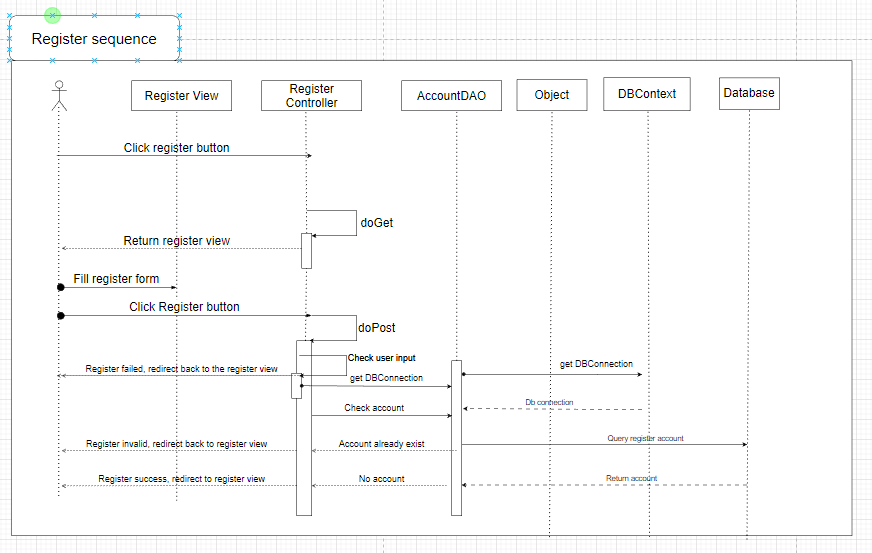 Register sequence
Register View
Register
Controller
AccountDAO
Object
DBContext
Database
Click register button
doGet
Return register view
Fill register form
Click Register button
doPost
Check user input
get DBConnection
Register failed, redirect back to the register view
get DBConnection
Db connection
Check account
Query register account
Register invalid, redirect back to register view
Account already exist
Register success, redirect to register view
No account
Return account